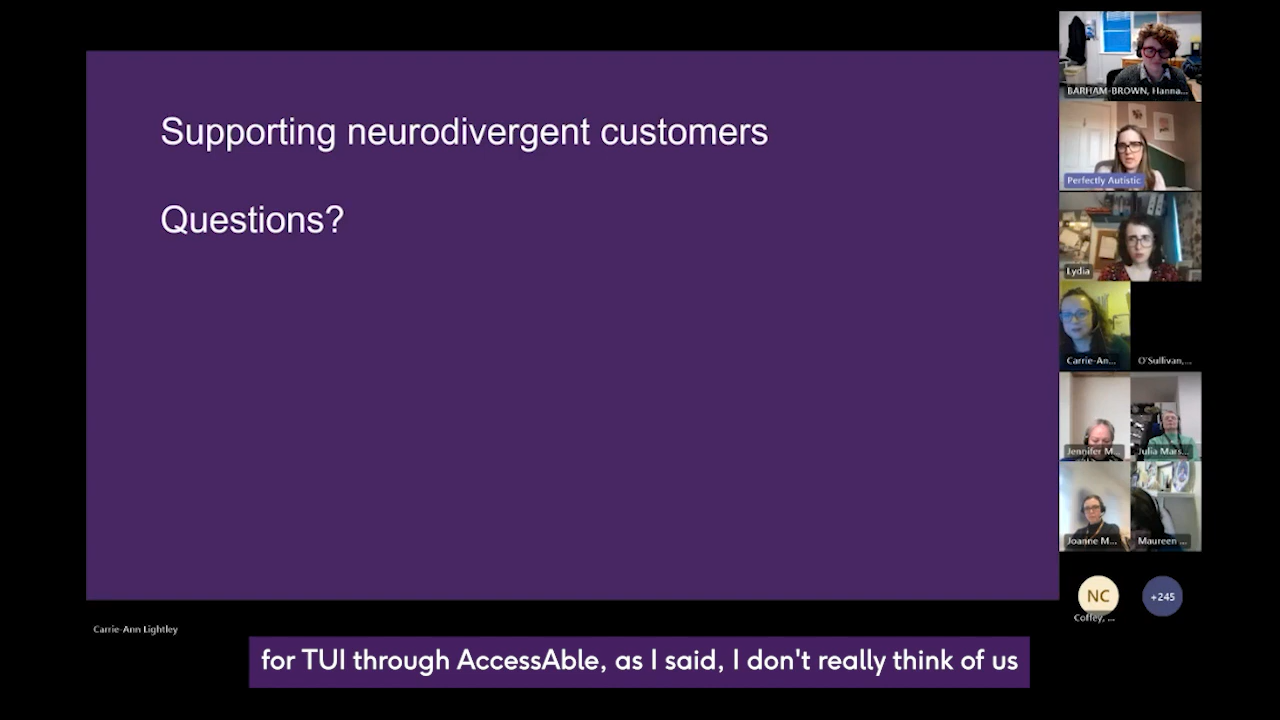 Supporting neurodivergent customers
Questions?
BARHAM-BROWN, Hanna...
Perfectly Autistic
Lydia
Carrie-An...
O'Sullivan,...
Jennifer M...
Julia Mars...
Joanne M...
Maureen ...
NC
+245
Coffey, ...
Carrie-Ann Lightley
for TUI through AccessAble, as I said, I don't really think of us